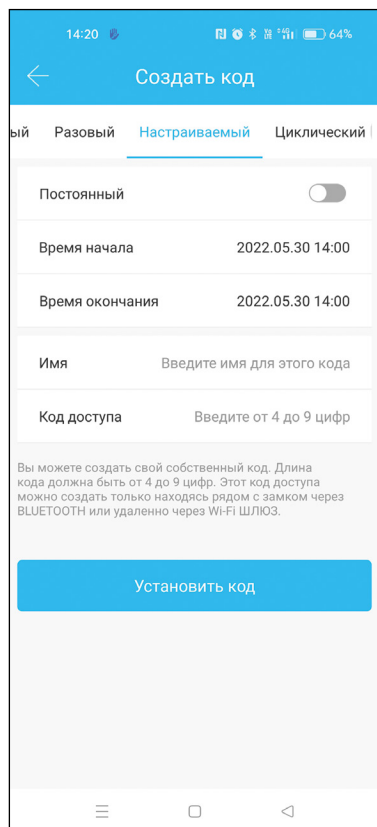 14:20 64%
Создать код
ый Разовый Настраиваемый Циклический
Постоянный
Время начала 2022.05.30 14:00
Время окончания 2022.05.30 14:00
Имя Введите имя для этого кода
Код доступа Введите от 4 до 9 цифр
Вы можете создать свой собственный код. Длина
кода должна быть от 4 до 9 цифр. Этот код доступа
можно создать только находясь рядом с замком через
BLUETOOTH или удаленно через Wi-Fi ШЛЮЗ.
Установить код